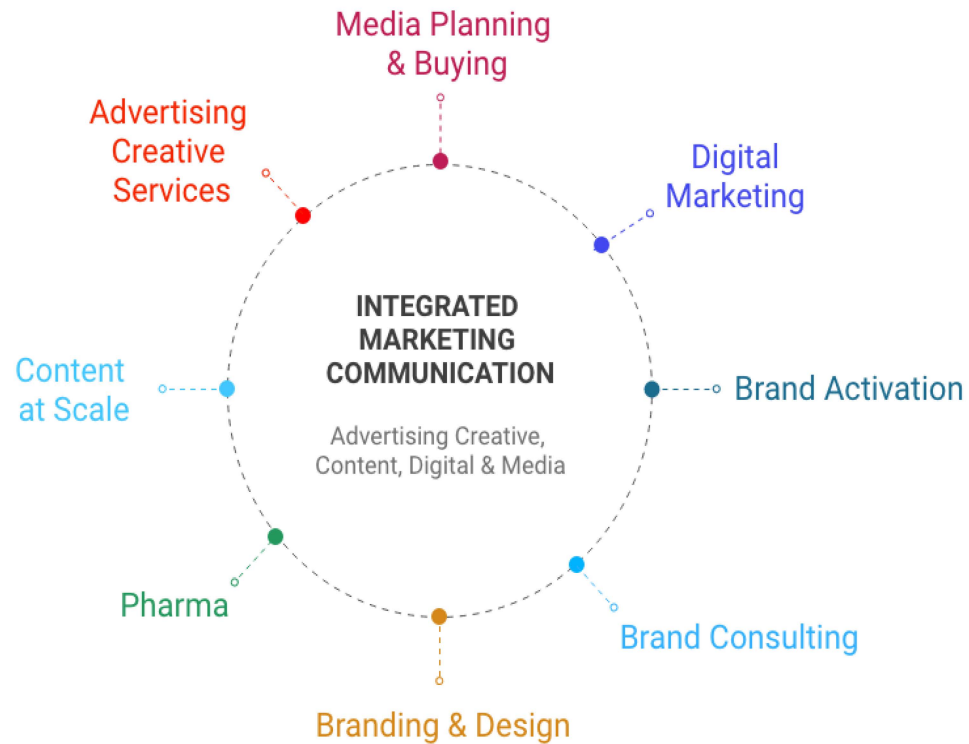 Media Planning
& Buying
Advertising
Creative
Services
Digital
Marketing
INTEGRATED
MARKETING
COMMUNICATION
Advertising Creative,
Content, Digital & Media
Content
at Scale
Brand Activation
Pharma
Brand Consulting
Branding & Design